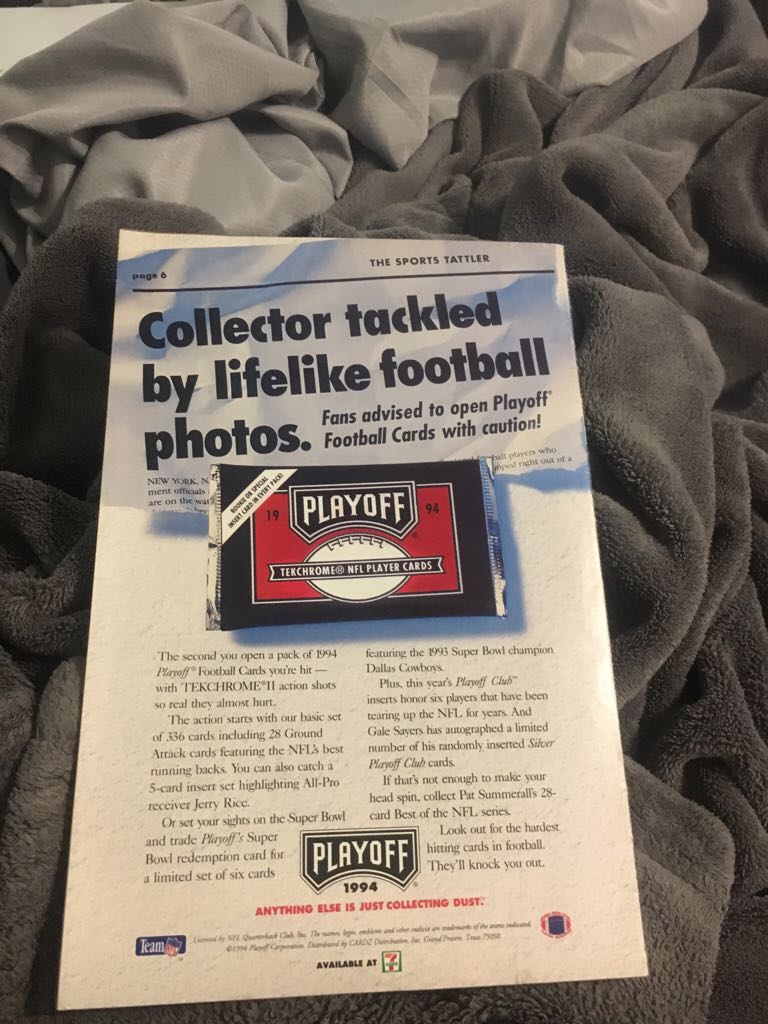 page 6
THE SPORTS TATTLER
Collector tackled
by lifelike football
photos.
Fans advised to open Playoff®
Football Cards with caution!
NEW YORK, N
ment officials
are on the wat
ball players who
mped right out of a
ROOKIE OR SPECIAL
INSERT CARD IN EVERY PACK!
19 PLAYOFF® 94
TEKCHROME® NFL PLAYER CARDS
The second you open a pack of 1994
Playoff® Football Cards you're hit —
with TEKCHROME®II action shots
so real they almost hurt.
The action starts with our basic set
of 336 cards including 28 Ground
Attack cards featuring the NFL's best
running backs. You can also catch a
5-card insert set highlighting All-Pro
receiver Jerry Rice.
Or set your sights on the Super Bowl
and trade Playoff's Super
Bowl redemption card for
a limited set of six cards
featuring the 1993 Super Bowl champion
Dallas Cowboys.
Plus, this year's Playoff Club™
inserts honor six players that have been
tearing up the NFL for years. And
Gale Sayers has autographed a limited
number of his randomly inserted Silver
Playoff Club cards.
If that's not enough to make your
head spin, collect Pat Summerall's 28-
card Best of the NFL series.
Look out for the hardest
hitting cards in football.
They'll knock you out.
PLAYOFF®
1994
ANYTHING ELSE IS JUST COLLECTING DUST.™
Team NFL™
Licensed by NFL Quarterback Club, Inc. The names, logos, emblems and other indicia are trademarks of the teams indicated.
©1994 Playoff Corporation. Distributed by CARDZ Distribution, Inc. Grand Prairie, Texas 75050.
AVAILABLE AT 7 ELEVEN